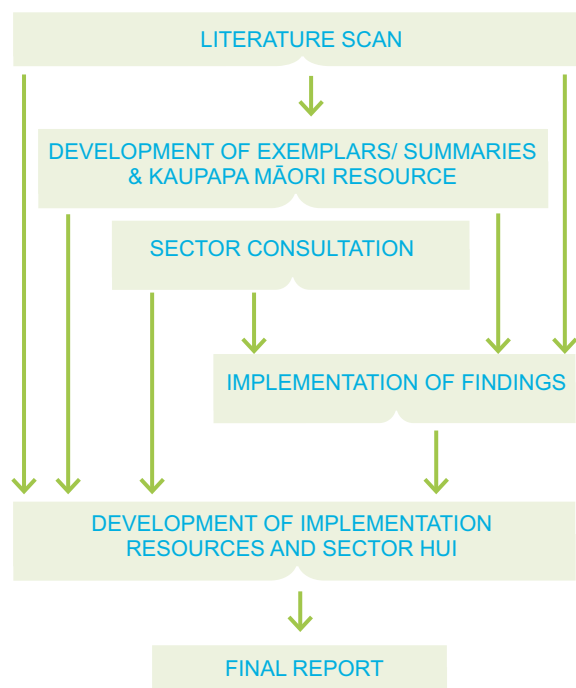 LITERATURE SCAN
DEVELOPMENT OF EXEMPLARS/ SUMMARIES
& KAUPAPA MĀORI RESOURCE
SECTOR CONSULTATION
IMPLEMENTATION OF FINDINGS
DEVELOPMENT OF IMPLEMENTATION
RESOURCES AND SECTOR HUI
FINAL REPORT